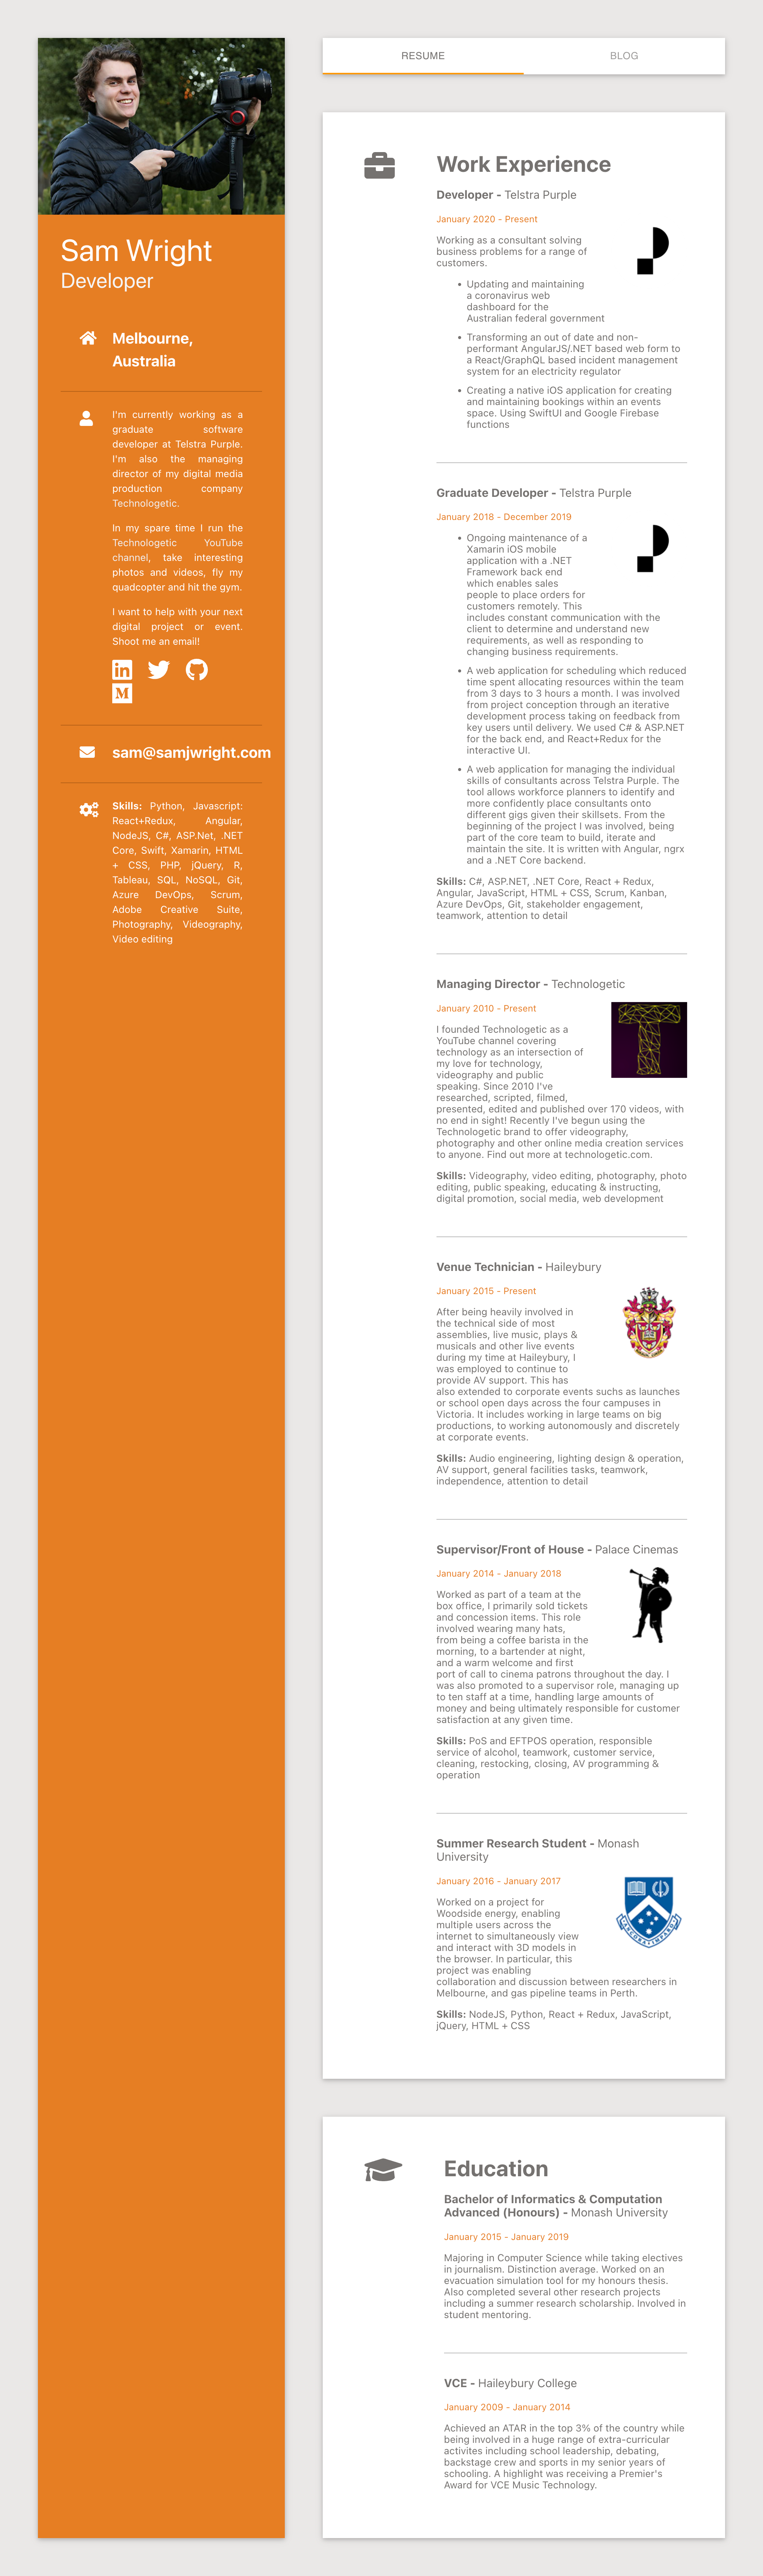 Sam Wright
Developer
Melbourne,
Australia
I'm currently working as a
graduate software
developer at Telstra Purple.
I'm also the managing
director of my digital media
production company
Technologetic.
In my spare time I run the
Technologetic YouTube
channel, take interesting
photos and videos, fly my
quadcopter and hit the gym.
I want to help with your next
digital project or event.
Shoot me an email!
in
M
sam@samjwright.com
Skills: Python, Javascript:
React+Redux, Angular,
NodeJS, C#, ASP.Net, .NET
Core, Swift, Xamarin, HTML
+ CSS, PHP, jQuery, R,
Tableau, SQL, NoSQL, Git,
Azure DevOps, Scrum,
Adobe Creative Suite,
Photography, Videography,
Video editing
RESUME BLOG
Work Experience
Developer - Telstra Purple
January 2020 - Present
Working as a consultant solving
business problems for a range of
customers.
• Updating and maintaining
a coronavirus web
dashboard for the
Australian federal government
• Transforming an out of date and non-
performant AngularJS/.NET based web form to
a React/GraphQL based incident management
system for an electricity regulator
• Creating a native iOS application for creating
and maintaining bookings within an events
space. Using SwiftUI and Google Firebase
functions
Graduate Developer - Telstra Purple
January 2018 - December 2019
• Ongoing maintenance of a
Xamarin iOS mobile
application with a .NET
Framework back end
which enables sales
people to place orders for
customers remotely. This
includes constant communication with the
client to determine and understand new
requirements, as well as responding to
changing business requirements.
• A web application for scheduling which reduced
time spent allocating resources within the team
from 3 days to 3 hours a month. I was involved
from project conception through an iterative
development process taking on feedback from
key users until delivery. We used C# & ASP.NET
for the back end, and React+Redux for the
interactive UI.
• A web application for managing the individual
skills of consultants across Telstra Purple. The
tool allows workforce planners to identify and
more confidently place consultants onto
different gigs given their skillsets. From the
beginning of the project I was involved, being
part of the core team to build, iterate and
maintain the site. It is written with Angular, ngrx
and a .NET Core backend.
Skills: C#, ASP.NET, .NET Core, React + Redux,
Angular, JavaScript, HTML + CSS, Scrum, Kanban,
Azure DevOps, Git, stakeholder engagement,
teamwork, attention to detail
Managing Director - Technologetic
January 2010 - Present
I founded Technologetic as a
YouTube channel covering
technology as an intersection of
my love for technology,
videography and public
speaking. Since 2010 I've
researched, scripted, filmed,
presented, edited and published over 170 videos, with
no end in sight! Recently I've begun using the
Technologetic brand to offer videography,
photography and other online media creation services
to anyone. Find out more at technologetic.com.
Skills: Videography, video editing, photography, photo
editing, public speaking, educating & instructing,
digital promotion, social media, web development
Venue Technician - Haileybury
January 2015 - Present
After being heavily involved in
the technical side of most
assemblies, live music, plays &
musicals and other live events
during my time at Haileybury, I
was employed to continue to
provide AV support. This has
also extended to corporate events suchs as launches
or school open days across the four campuses in
Victoria. It includes working in large teams on big
productions, to working autonomously and discretely
at corporate events.
Skills: Audio engineering, lighting design & operation,
AV support, general facilities tasks, teamwork,
independence, attention to detail
Supervisor/Front of House - Palace Cinemas
January 2014 - January 2018
Worked as part of a team at the
box office, I primarily sold tickets
and concession items. This role
involved wearing many hats,
from being a coffee barista in the
morning, to a bartender at night,
and a warm welcome and first
port of call to cinema patrons throughout the day. I
was also promoted to a supervisor role, managing up
to ten staff at a time, handling large amounts of
money and being ultimately responsible for customer
satisfaction at any given time.
Skills: PoS and EFTPOS operation, responsible
service of alcohol, teamwork, customer service,
cleaning, restocking, closing, AV programming &
operation
Summer Research Student - Monash
University
January 2016 - January 2017
Worked on a project for
Woodside energy, enabling
multiple users across the
internet to simultaneously view
and interact with 3D models in
the browser. In particular, this
project was enabling
collaboration and discussion between researchers in
Melbourne, and gas pipeline teams in Perth.
ANCORA IMPARO
Skills: NodeJS, Python, React + Redux, JavaScript,
jQuery, HTML + CSS
Education
Bachelor of Informatics & Computation
Advanced (Honours) - Monash University
January 2015 - January 2019
Majoring in Computer Science while taking electives
in journalism. Distinction average. Worked on an
evacuation simulation tool for my honours thesis.
Also completed several other research projects
including a summer research scholarship. Involved in
student mentoring.
VCE - Haileybury College
January 2009 - January 2014
Achieved an ATAR in the top 3% of the country while
being involved in a huge range of extra-curricular
activites including school leadership, debating,
backstage crew and sports in my senior years of
schooling. A highlight was receiving a Premier's
Award for VCE Music Technology.